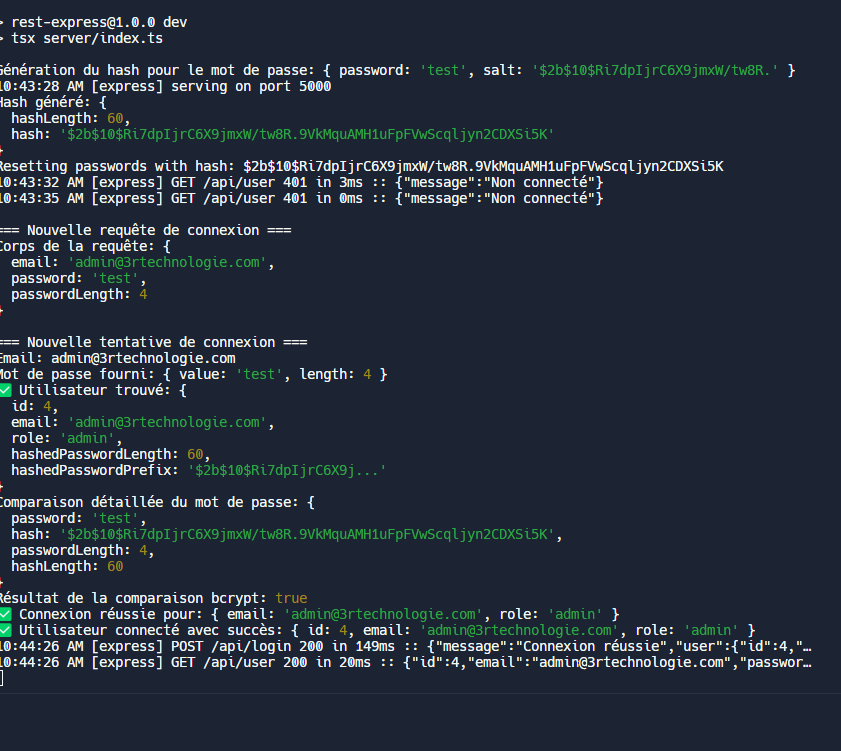 > rest-express@1.0.0 dev
> tsx server/index.ts
Génération du hash pour le mot de passe: { password: 'test', salt: '$2b$10$Ri7dpIjrC6X9jmxW/tw8R.' }
10:43:28 AM [express] serving on port 5000
Hash généré: {
hashLength: 60,
hash: '$2b$10$Ri7dpIjrC6X9jmxW/tw8R.9VkMquAMH1uFpFVwScqljyn2CDXSi5K'
}
Resetting passwords with hash: $2b$10$Ri7dpIjrC6X9jmxW/tw8R.9VkMquAMH1uFpFVwScqljyn2CDXSi5K
10:43:32 AM [express] GET /api/user 401 in 3ms :: {"message":"Non connecté"}
10:43:35 AM [express] GET /api/user 401 in 0ms :: {"message":"Non connecté"}
=== Nouvelle requête de connexion ===
Corps de la requête: {
email: 'admin@3rtechnologie.com',
password: 'test',
passwordLength: 4
}
=== Nouvelle tentative de connexion ===
Email: admin@3rtechnologie.com
Mot de passe fourni: { value: 'test', length: 4 }
✅ Utilisateur trouvé: {
id: 4,
email: 'admin@3rtechnologie.com',
role: 'admin',
hashedPasswordLength: 60,
hashedPasswordPrefix: '$2b$10$Ri7dpIjrC6X9j...'
}
Comparaison détaillée du mot de passe: {
password: 'test',
hash: '$2b$10$Ri7dpIjrC6X9jmxW/tw8R.9VkMquAMH1uFpFVwScqljyn2CDXSi5K',
passwordLength: 4,
hashLength: 60
}
Résultat de la comparaison bcrypt: true
✅ Connexion réussie pour: { email: 'admin@3rtechnologie.com', role: 'admin' }
✅ Utilisateur connecté avec succès: { id: 4, email: 'admin@3rtechnologie.com', role: 'admin' }
10:44:26 AM [express] POST /api/login 200 in 149ms :: {"message":"Connexion réussie","user":{"id":4,"…
10:44:26 AM [express] GET /api/user 200 in 20ms :: {"id":4,"email":"admin@3rtechnologie.com","passwor…